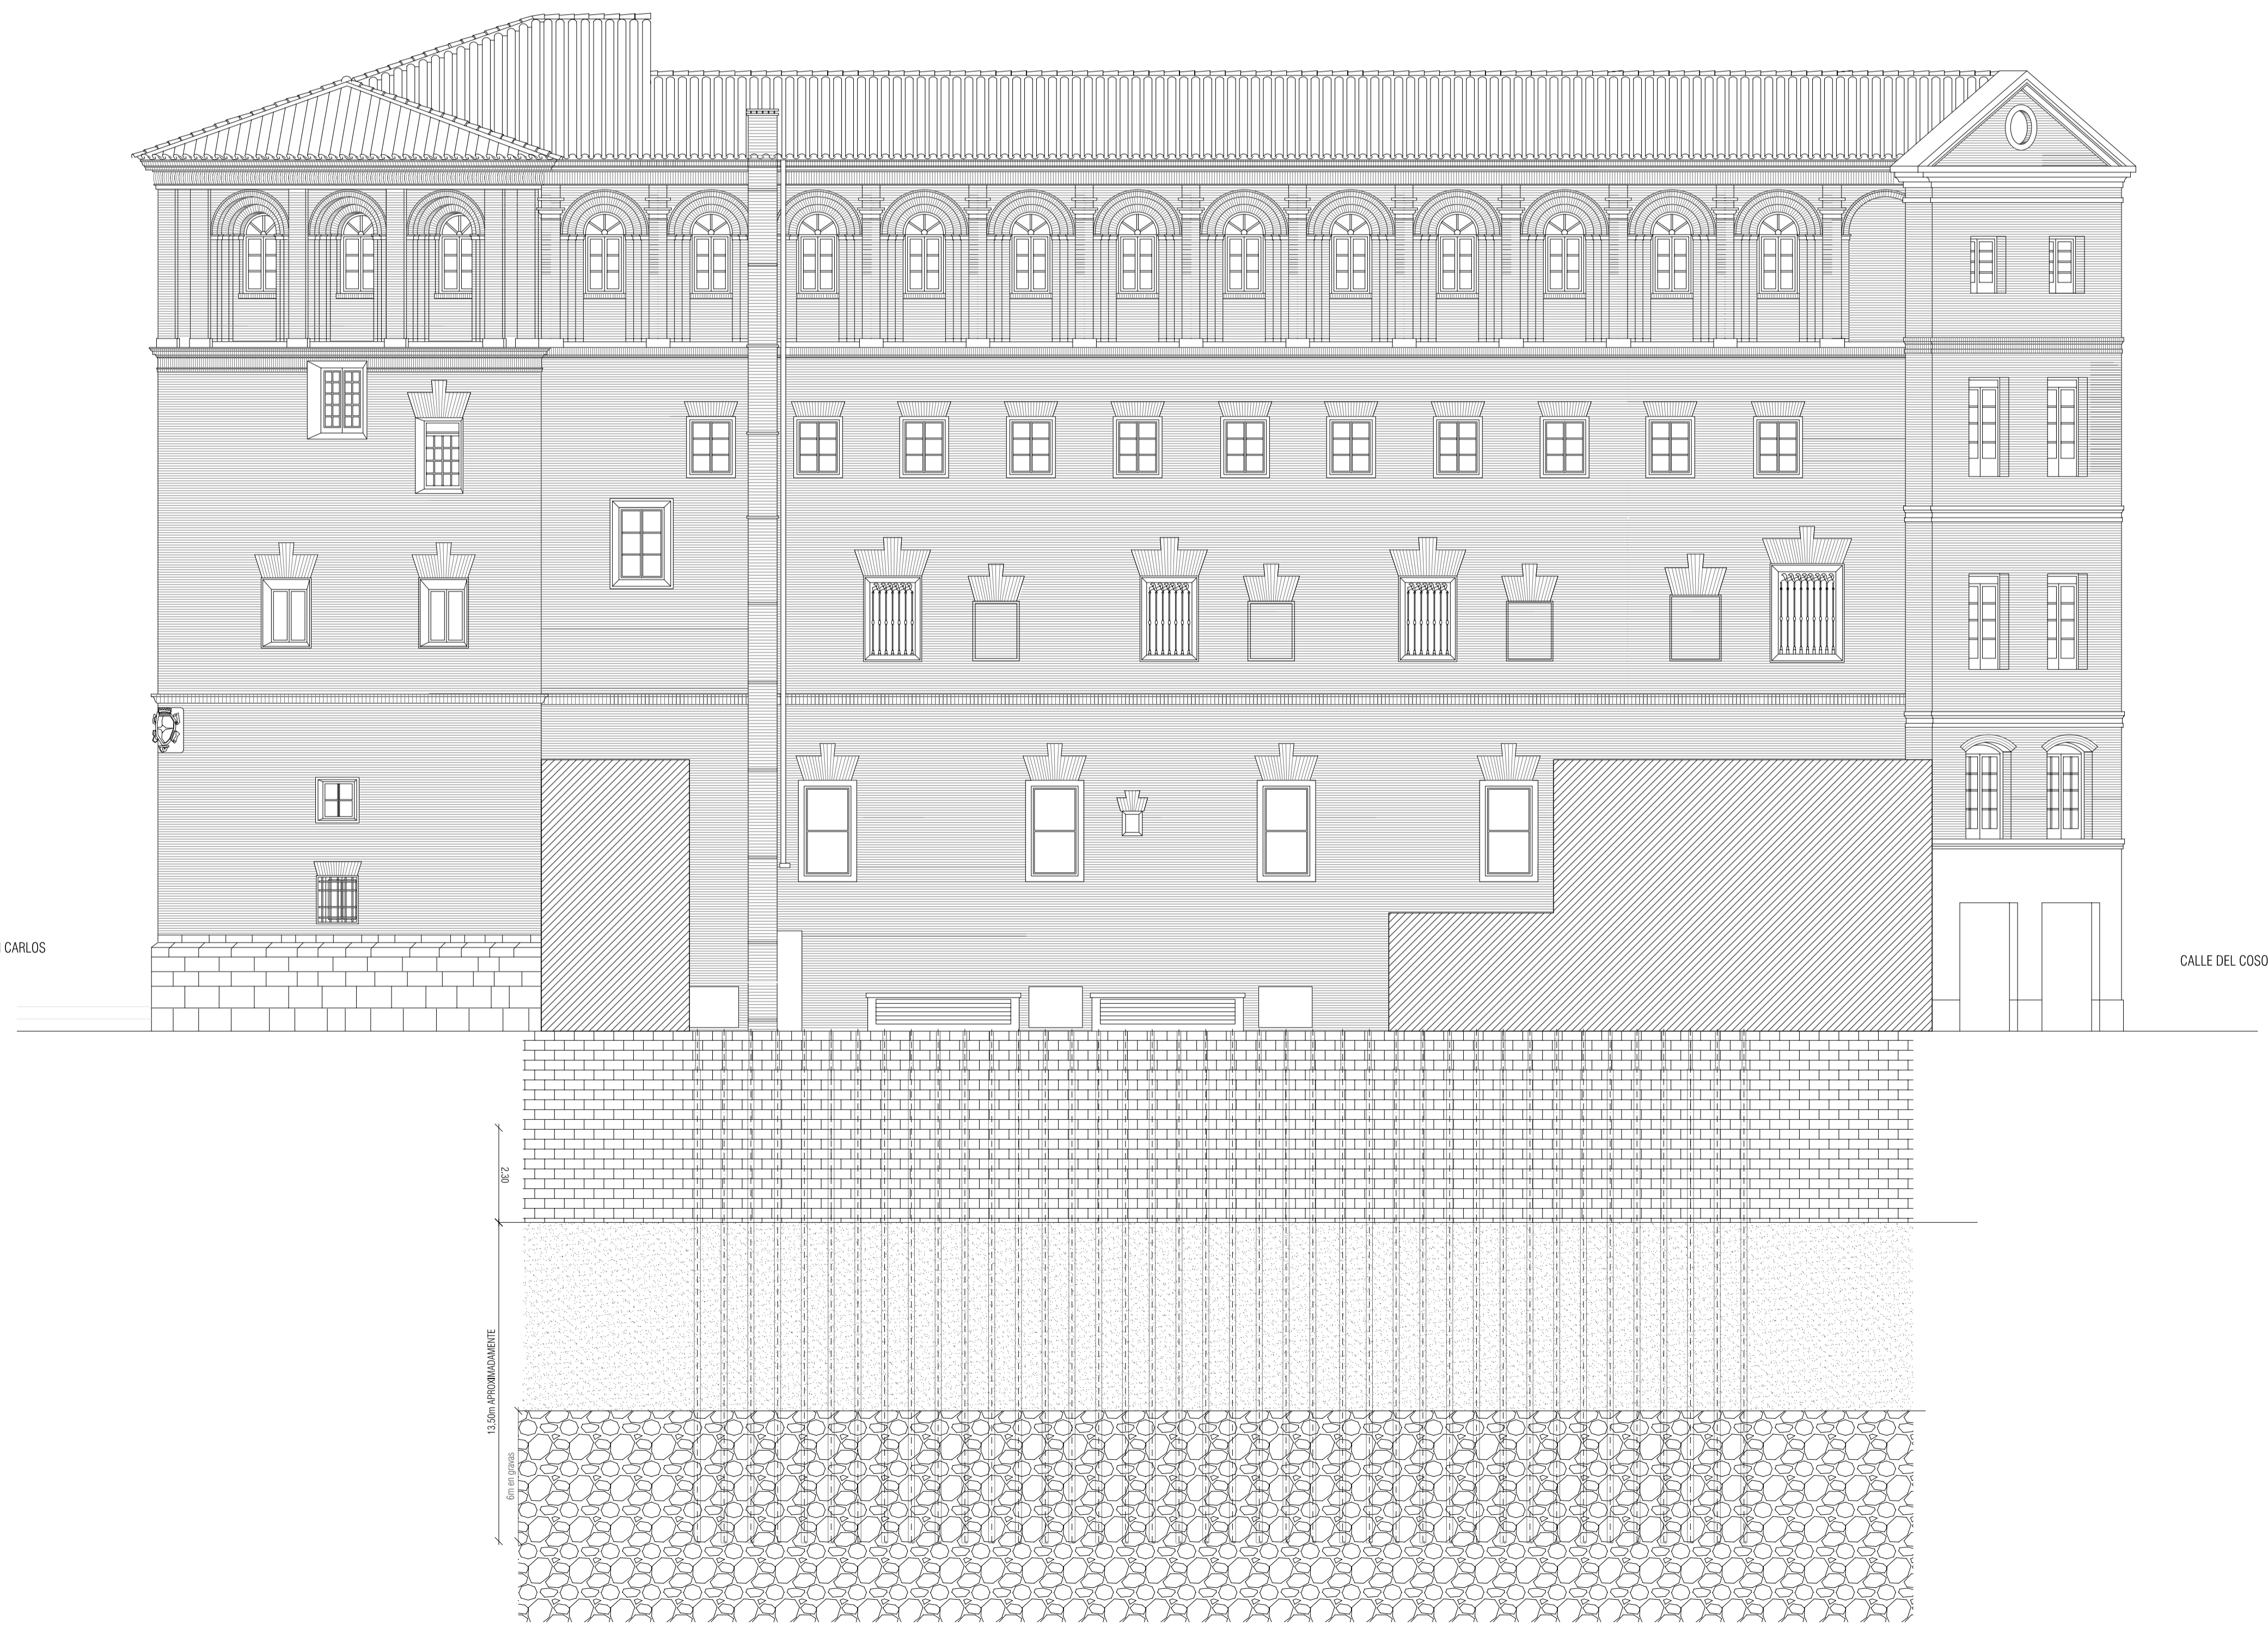 CARLOS
CALLE DEL COSO
2.30
13,50m APROXIMADAMENTE
6m en gravas